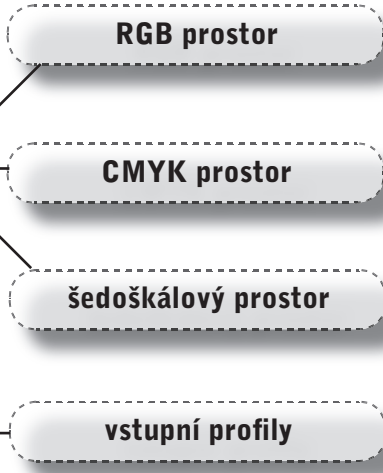 RGB prostor
CMYK prostor
šedoškálový prostor
vstupní profily